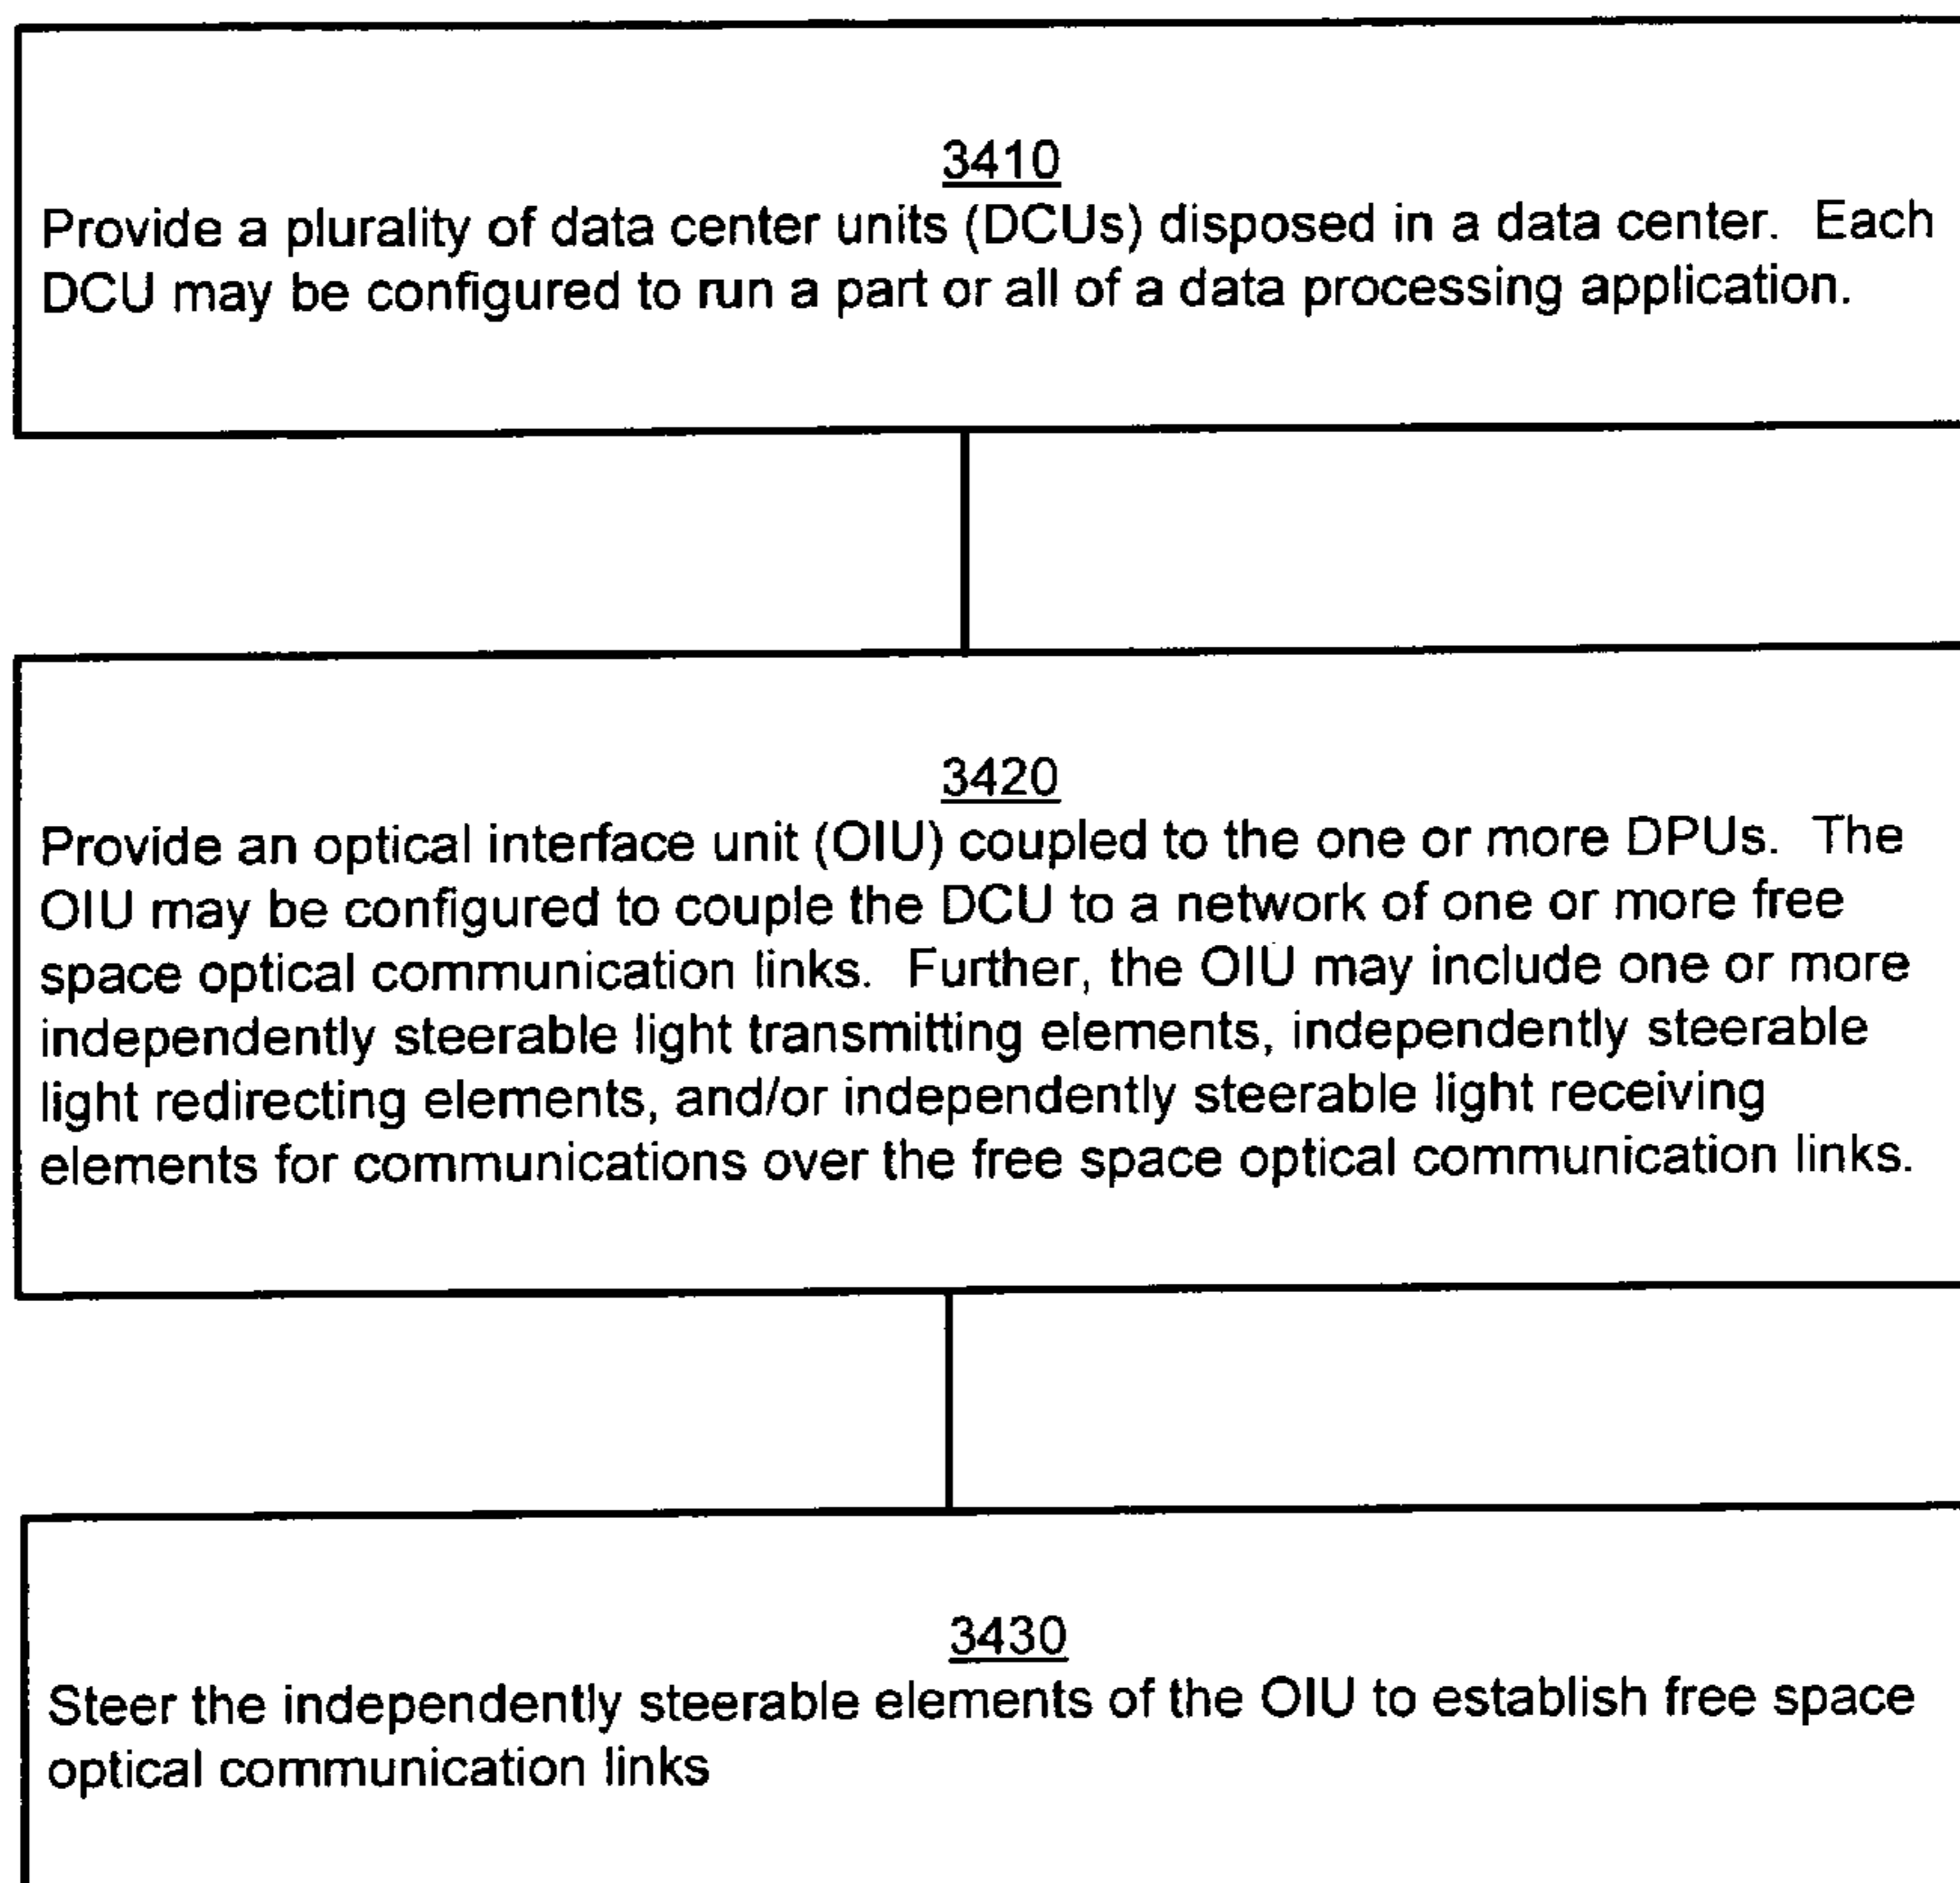 3410
Provide a plurality of data center units (DCUs) disposed in a data center. Each
DCU may be configured to run a part or all of a data processing application.
3420
Provide an optical interface unit (OIU) coupled to the one or more DPUs. The
OIU may be configured to couple the DCU to a network of one or more free
space optical communication links. Further, the OIU may include one or more
independently steerable light transmitting elements, independently steerable
light redirecting elements, and/or independently steerable light receiving
elements for communications over the free space optical communication links.
3430
Steer the independently steerable elements of the OIU to establish free space
optical communication links